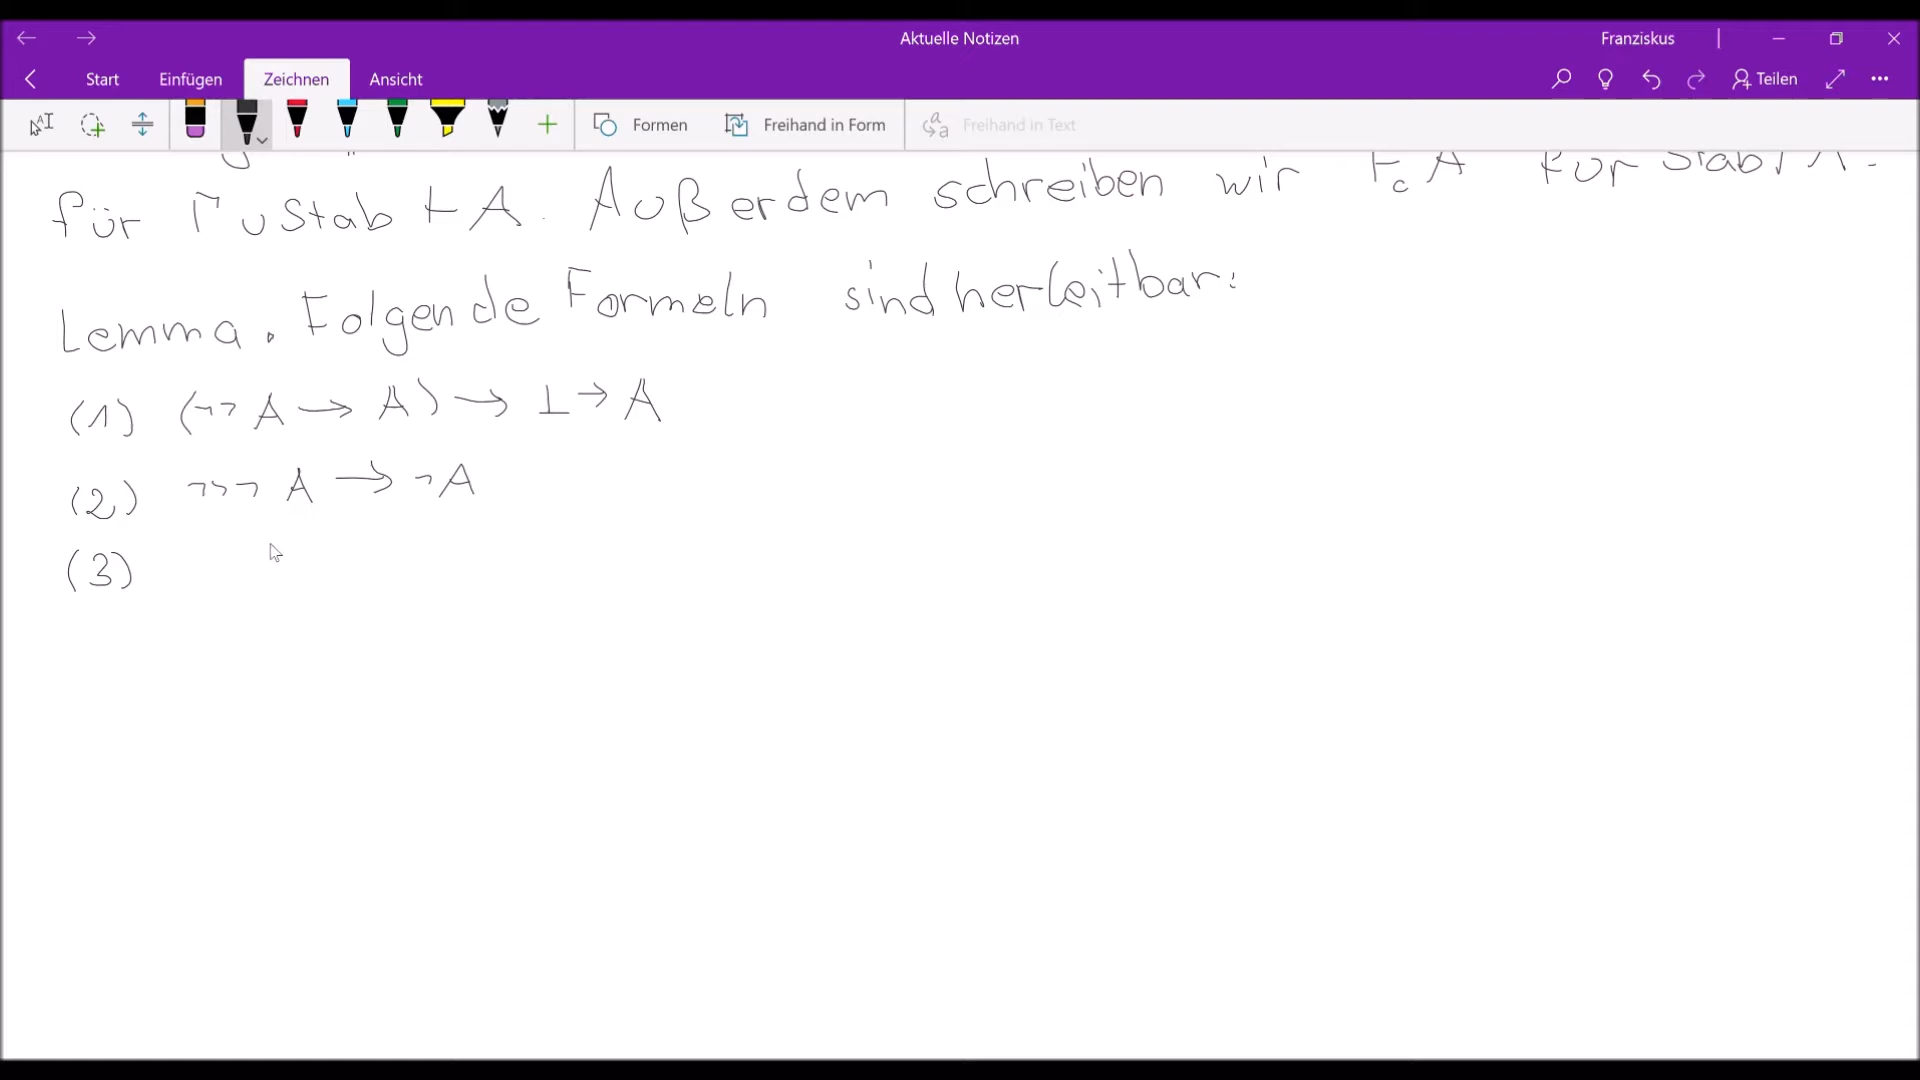 Aktuelle Notizen
Franziskus
Start Einfügen Zeichnen Ansicht
Teilen
Formen Freihand in Form Freihand in Text
für Γ ∪ Stab ⊢ A. Außerdem schreiben wir ⊢c A für Stab ⊢ A.
Lemma. Folgende Formeln sind herleitbar:
(1) (¬¬A → A) → ⊥ → A
(2) ¬¬¬A → ¬A
(3)